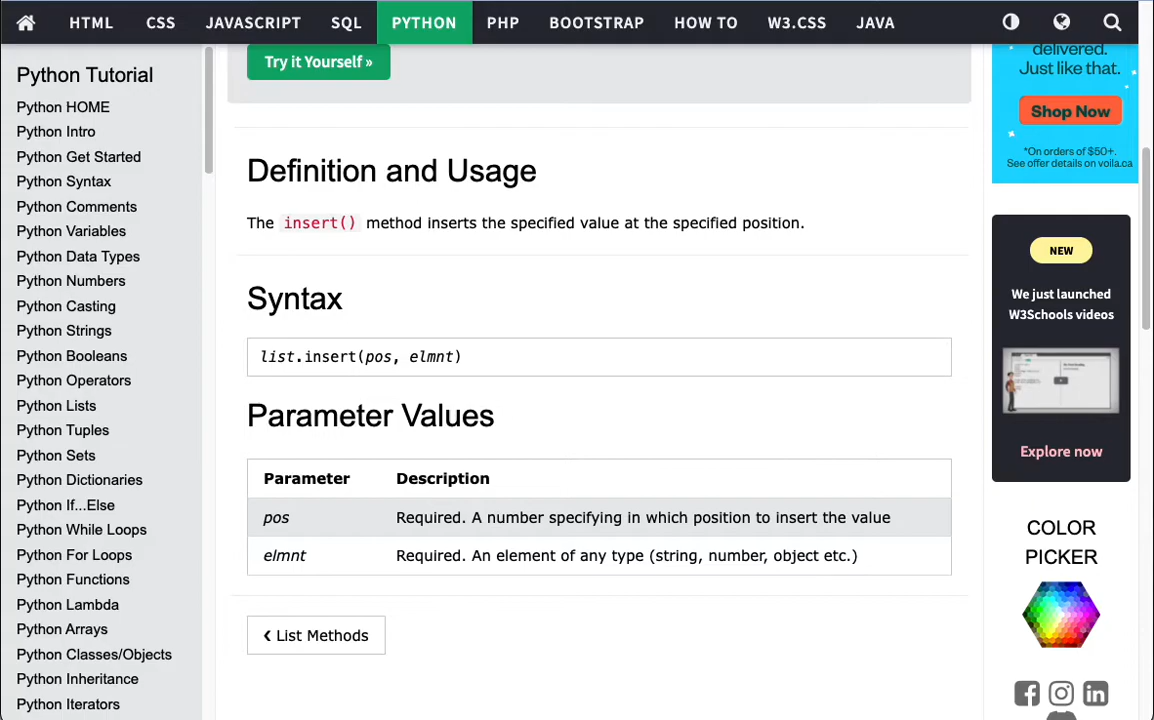 HTML CSS JAVASCRIPT SQL PYTHON PHP BOOTSTRAP HOW TO W3.CSS JAVA
Python Tutorial
Python HOME
Python Intro
Python Get Started
Python Syntax
Python Comments
Python Variables
Python Data Types
Python Numbers
Python Casting
Python Strings
Python Booleans
Python Operators
Python Lists
Python Tuples
Python Sets
Python Dictionaries
Python If...Else
Python While Loops
Python For Loops
Python Functions
Python Lambda
Python Arrays
Python Classes/Objects
Python Inheritance
Python Iterators
Try it Yourself »
Definition and Usage
The insert() method inserts the specified value at the specified position.
Syntax
list.insert(pos, elmnt)
Parameter Values
Parameter Description
pos Required. A number specifying in which position to insert the value
elmnt Required. An element of any type (string, number, object etc.)
❮ List Methods
delivered.
Just like that.
Shop Now
*On orders of $50+.
See offer details on voila.ca
NEW
We just launched
W3Schools videos
Explore now
COLOR
PICKER